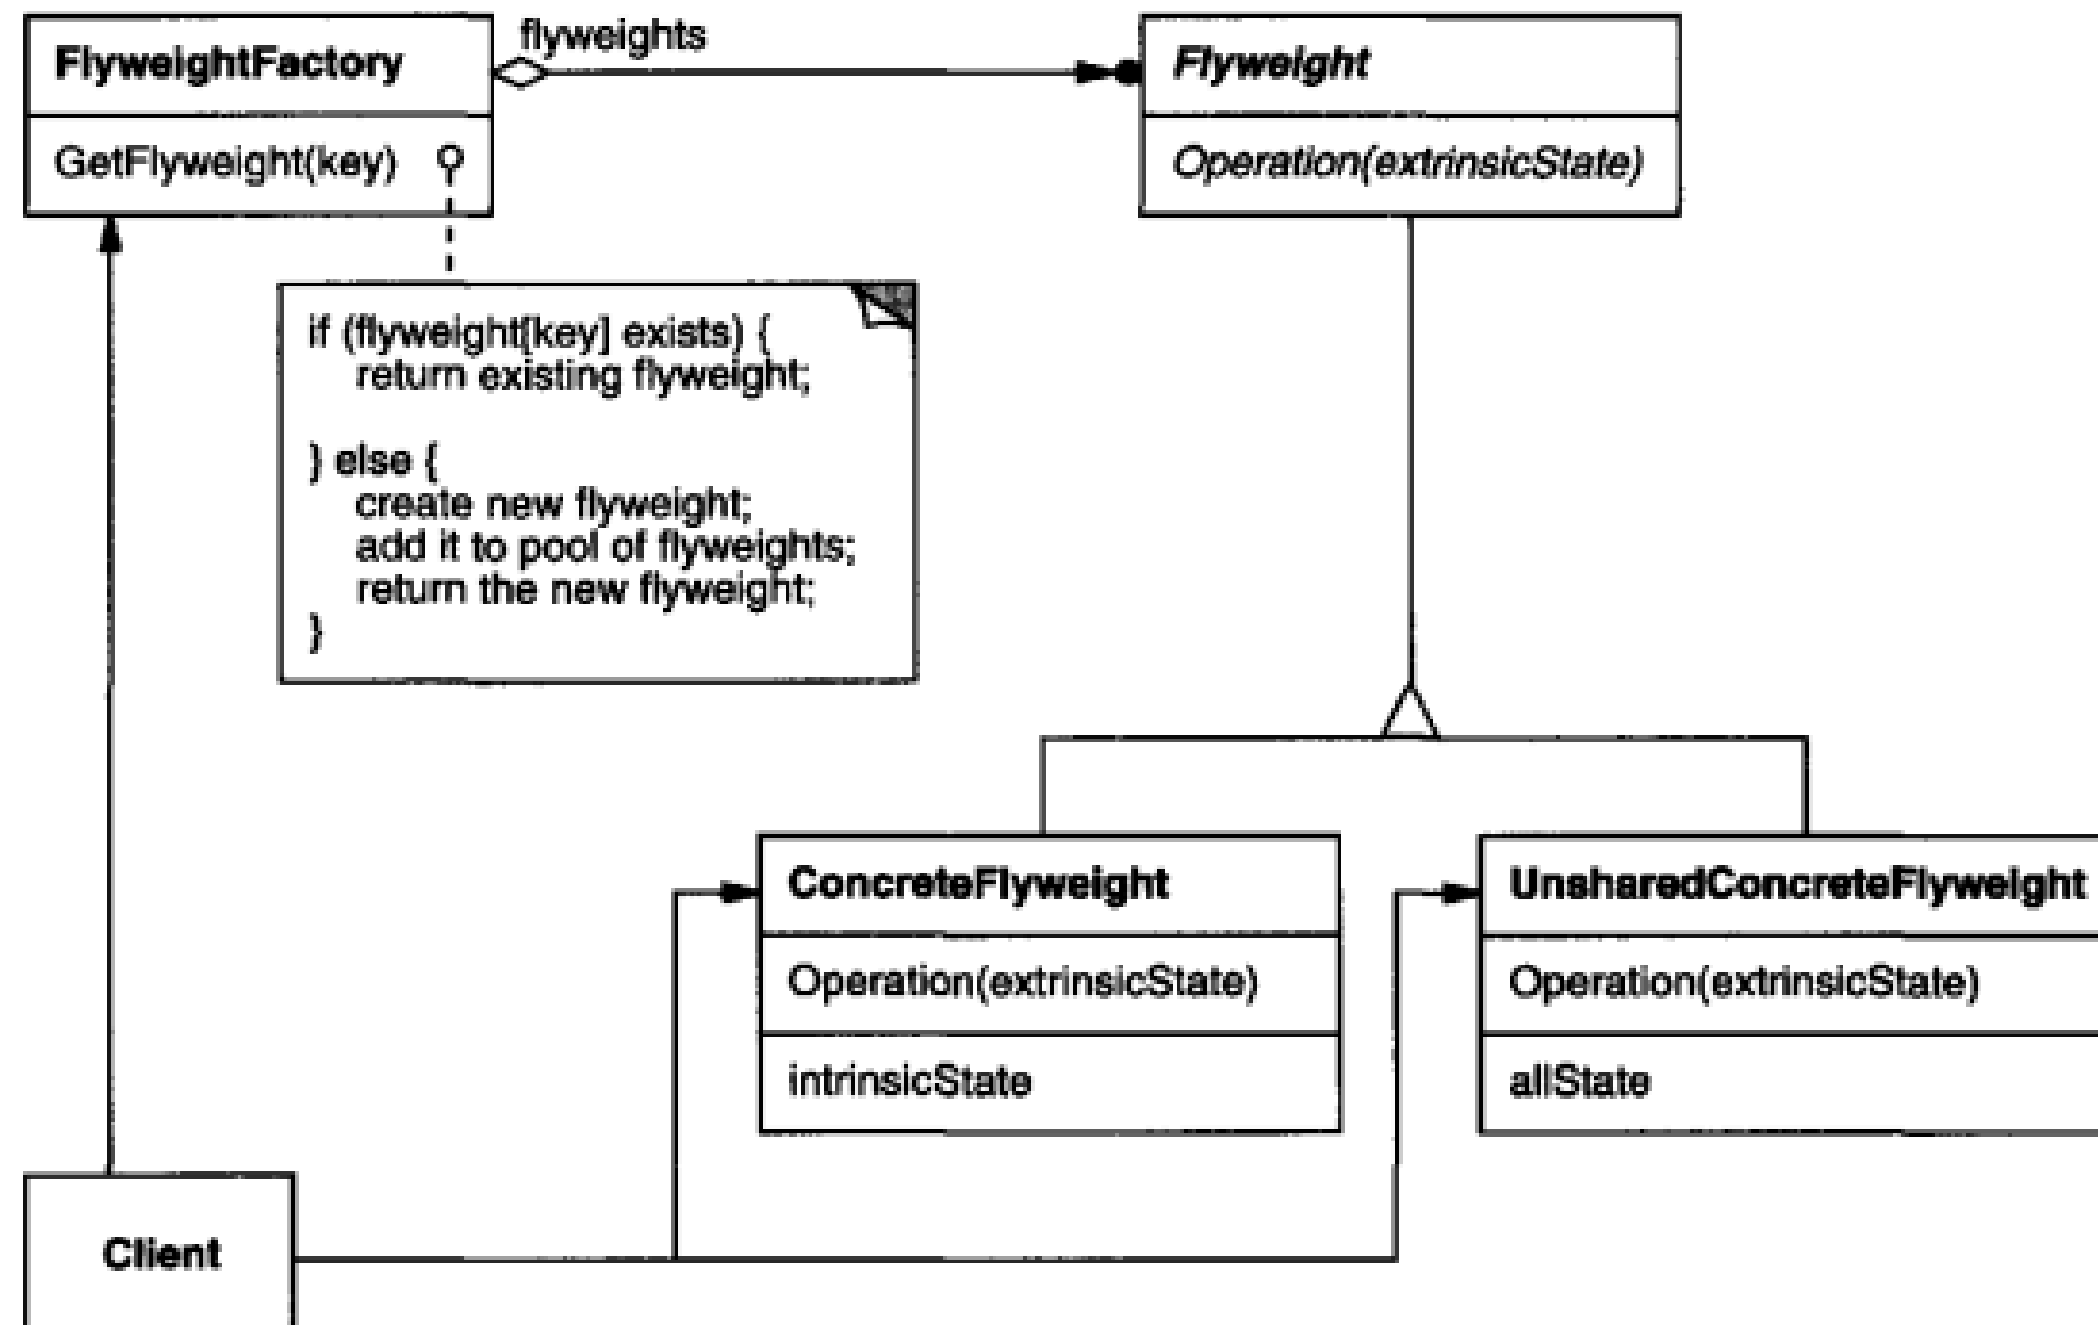 FlyweightFactory
flyweights
Flyweight
GetFlyweight(key)
Operation(extrinsicState)
if (flyweight[key] exists) {
return existing flyweight;
} else {
create new flyweight;
add it to pool of flyweights;
return the new flyweight;
}
ConcreteFlyweight
Operation(extrinsicState)
intrinsicState
UnsharedConcreteFlyweight
Operation(extrinsicState)
allState
Client